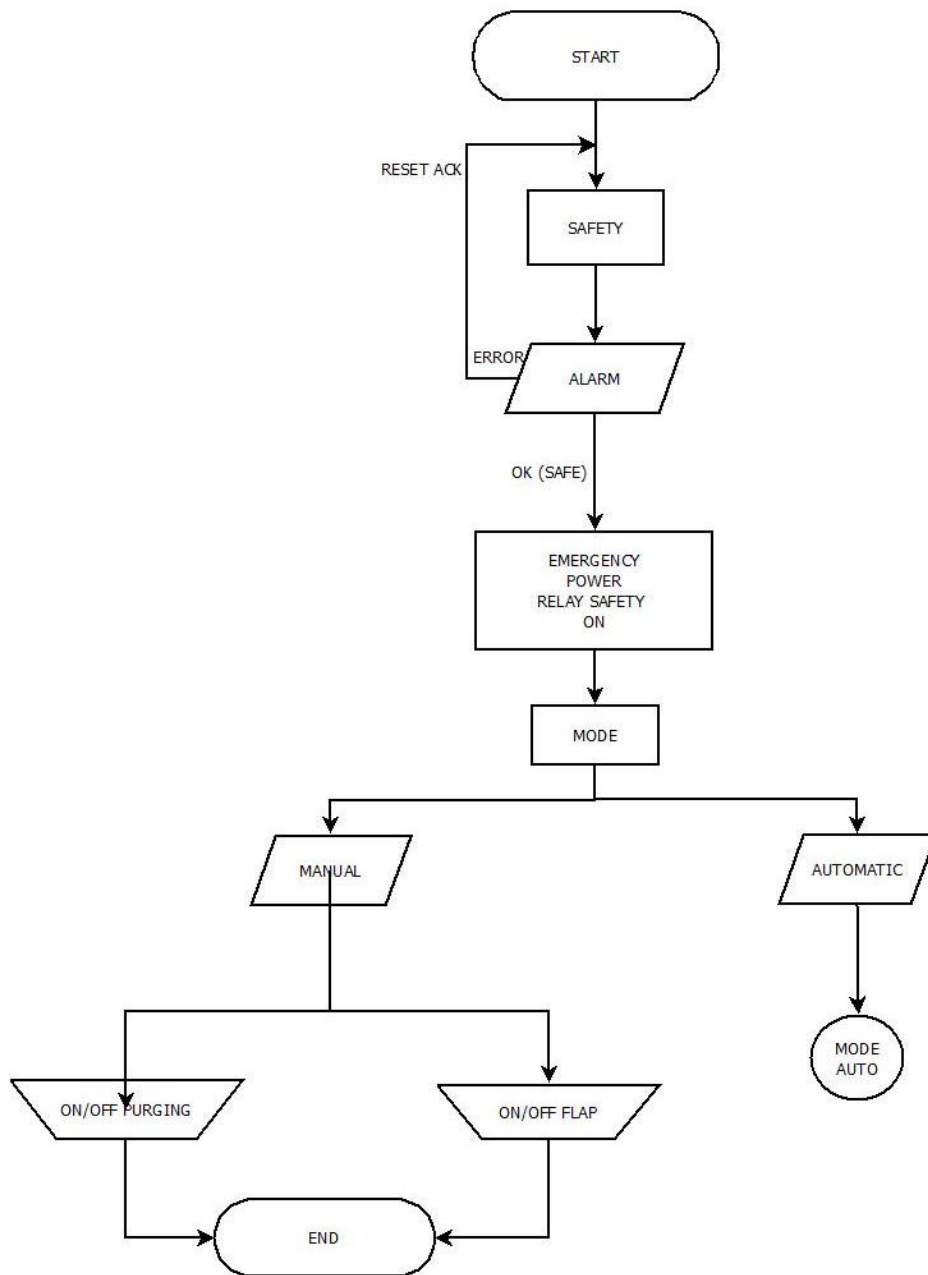 START
RESET ACK
SAFETY
ERROR
ALARM
OK (SAFE)
EMERGENCY
POWER
RELAY SAFETY
ON
MODE
MANUAL
AUTOMATIC
MODE
AUTO
ON/OFF PURGING
ON/OFF FLAP
END